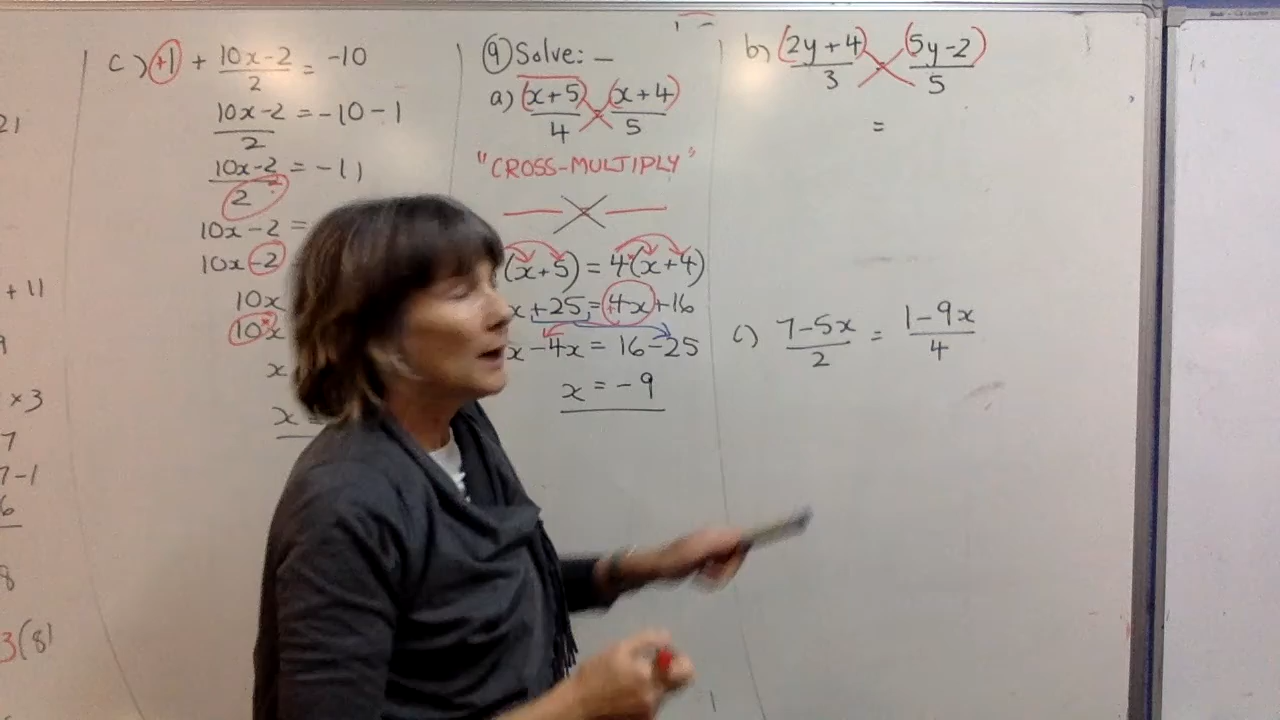 21
+ 11
9
× 3
7
7-1
6
8
3(8)
c) +1 + 10x-2/2 = -10
10x-2/2 = -10-1
10x-2/2 = -11
10x-2 =
10x-2
10x
10x
x
x =
⑨ Solve: –
a) (x+5)/4 = (x+4)/5
"CROSS-MULTIPLY"
(x+5) = 4(x+4)
x+25 = 4x+16
x-4x = 16-25
x = -9
b) (2y+4)/3 = (5y-2)/5
=
c) 7-5x/2 = 1-9x/4